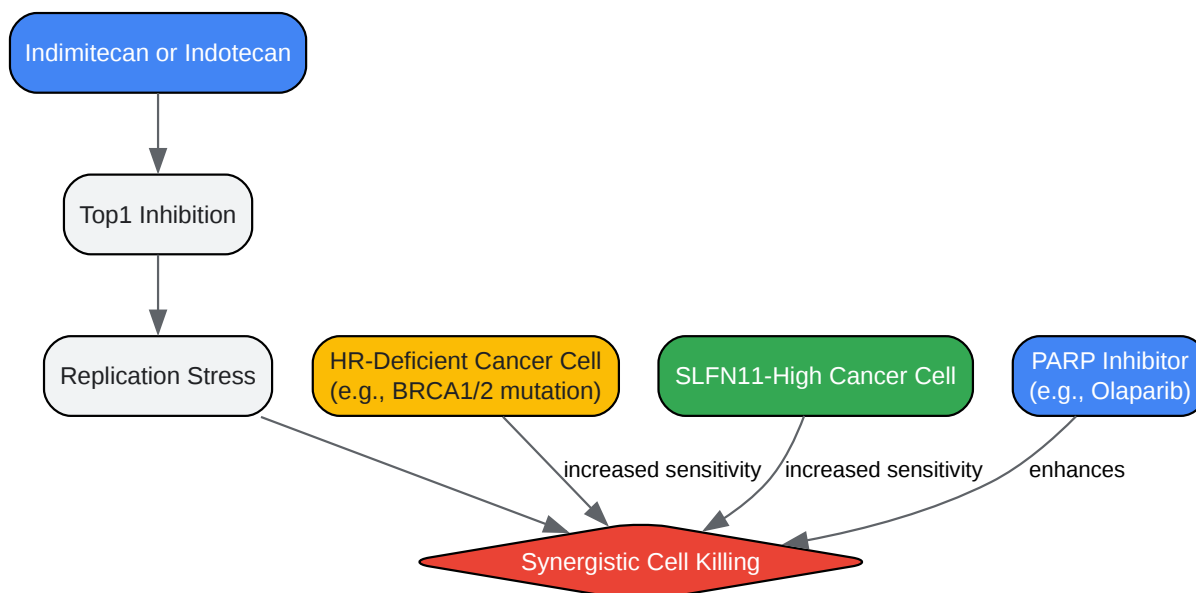 Indimitecan or Indotecan
Top1 Inhibition
Replication Stress
HR-Deficient Cancer Cell
(e.g., BRCA1/2 mutation)
SLFN11-High Cancer Cell
PARP Inhibitor
(e.g., Olaparib)
increased sensitivity
increased sensitivity
enhances
Synergistic Cell Killing